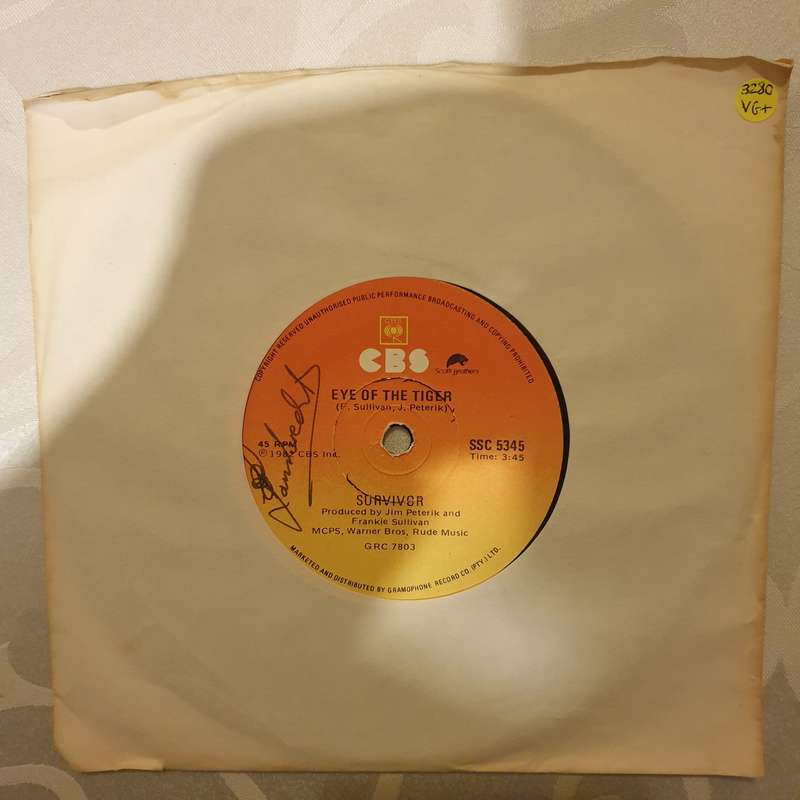 3280
VG+
COPYRIGHT RESERVED UNAUTHORISED PUBLIC PERFORMANCE BROADCASTING AND COPYING PROHIBITED
CBS
CBS
Scotti brothers
EYE OF THE TIGER
(F. Sullivan, J. Peterik)
45 RPM
SSC 5345
CBS Inc.
Time: 3:45
SURVIVOR
Produced by Jim Peterik and
Frankie Sullivan
MCPS, Warner Bros, Rude Music
GRC 7803
MARKETED AND DISTRIBUTED BY GRAMOPHONE RECORD CO (PTY.) LTD.